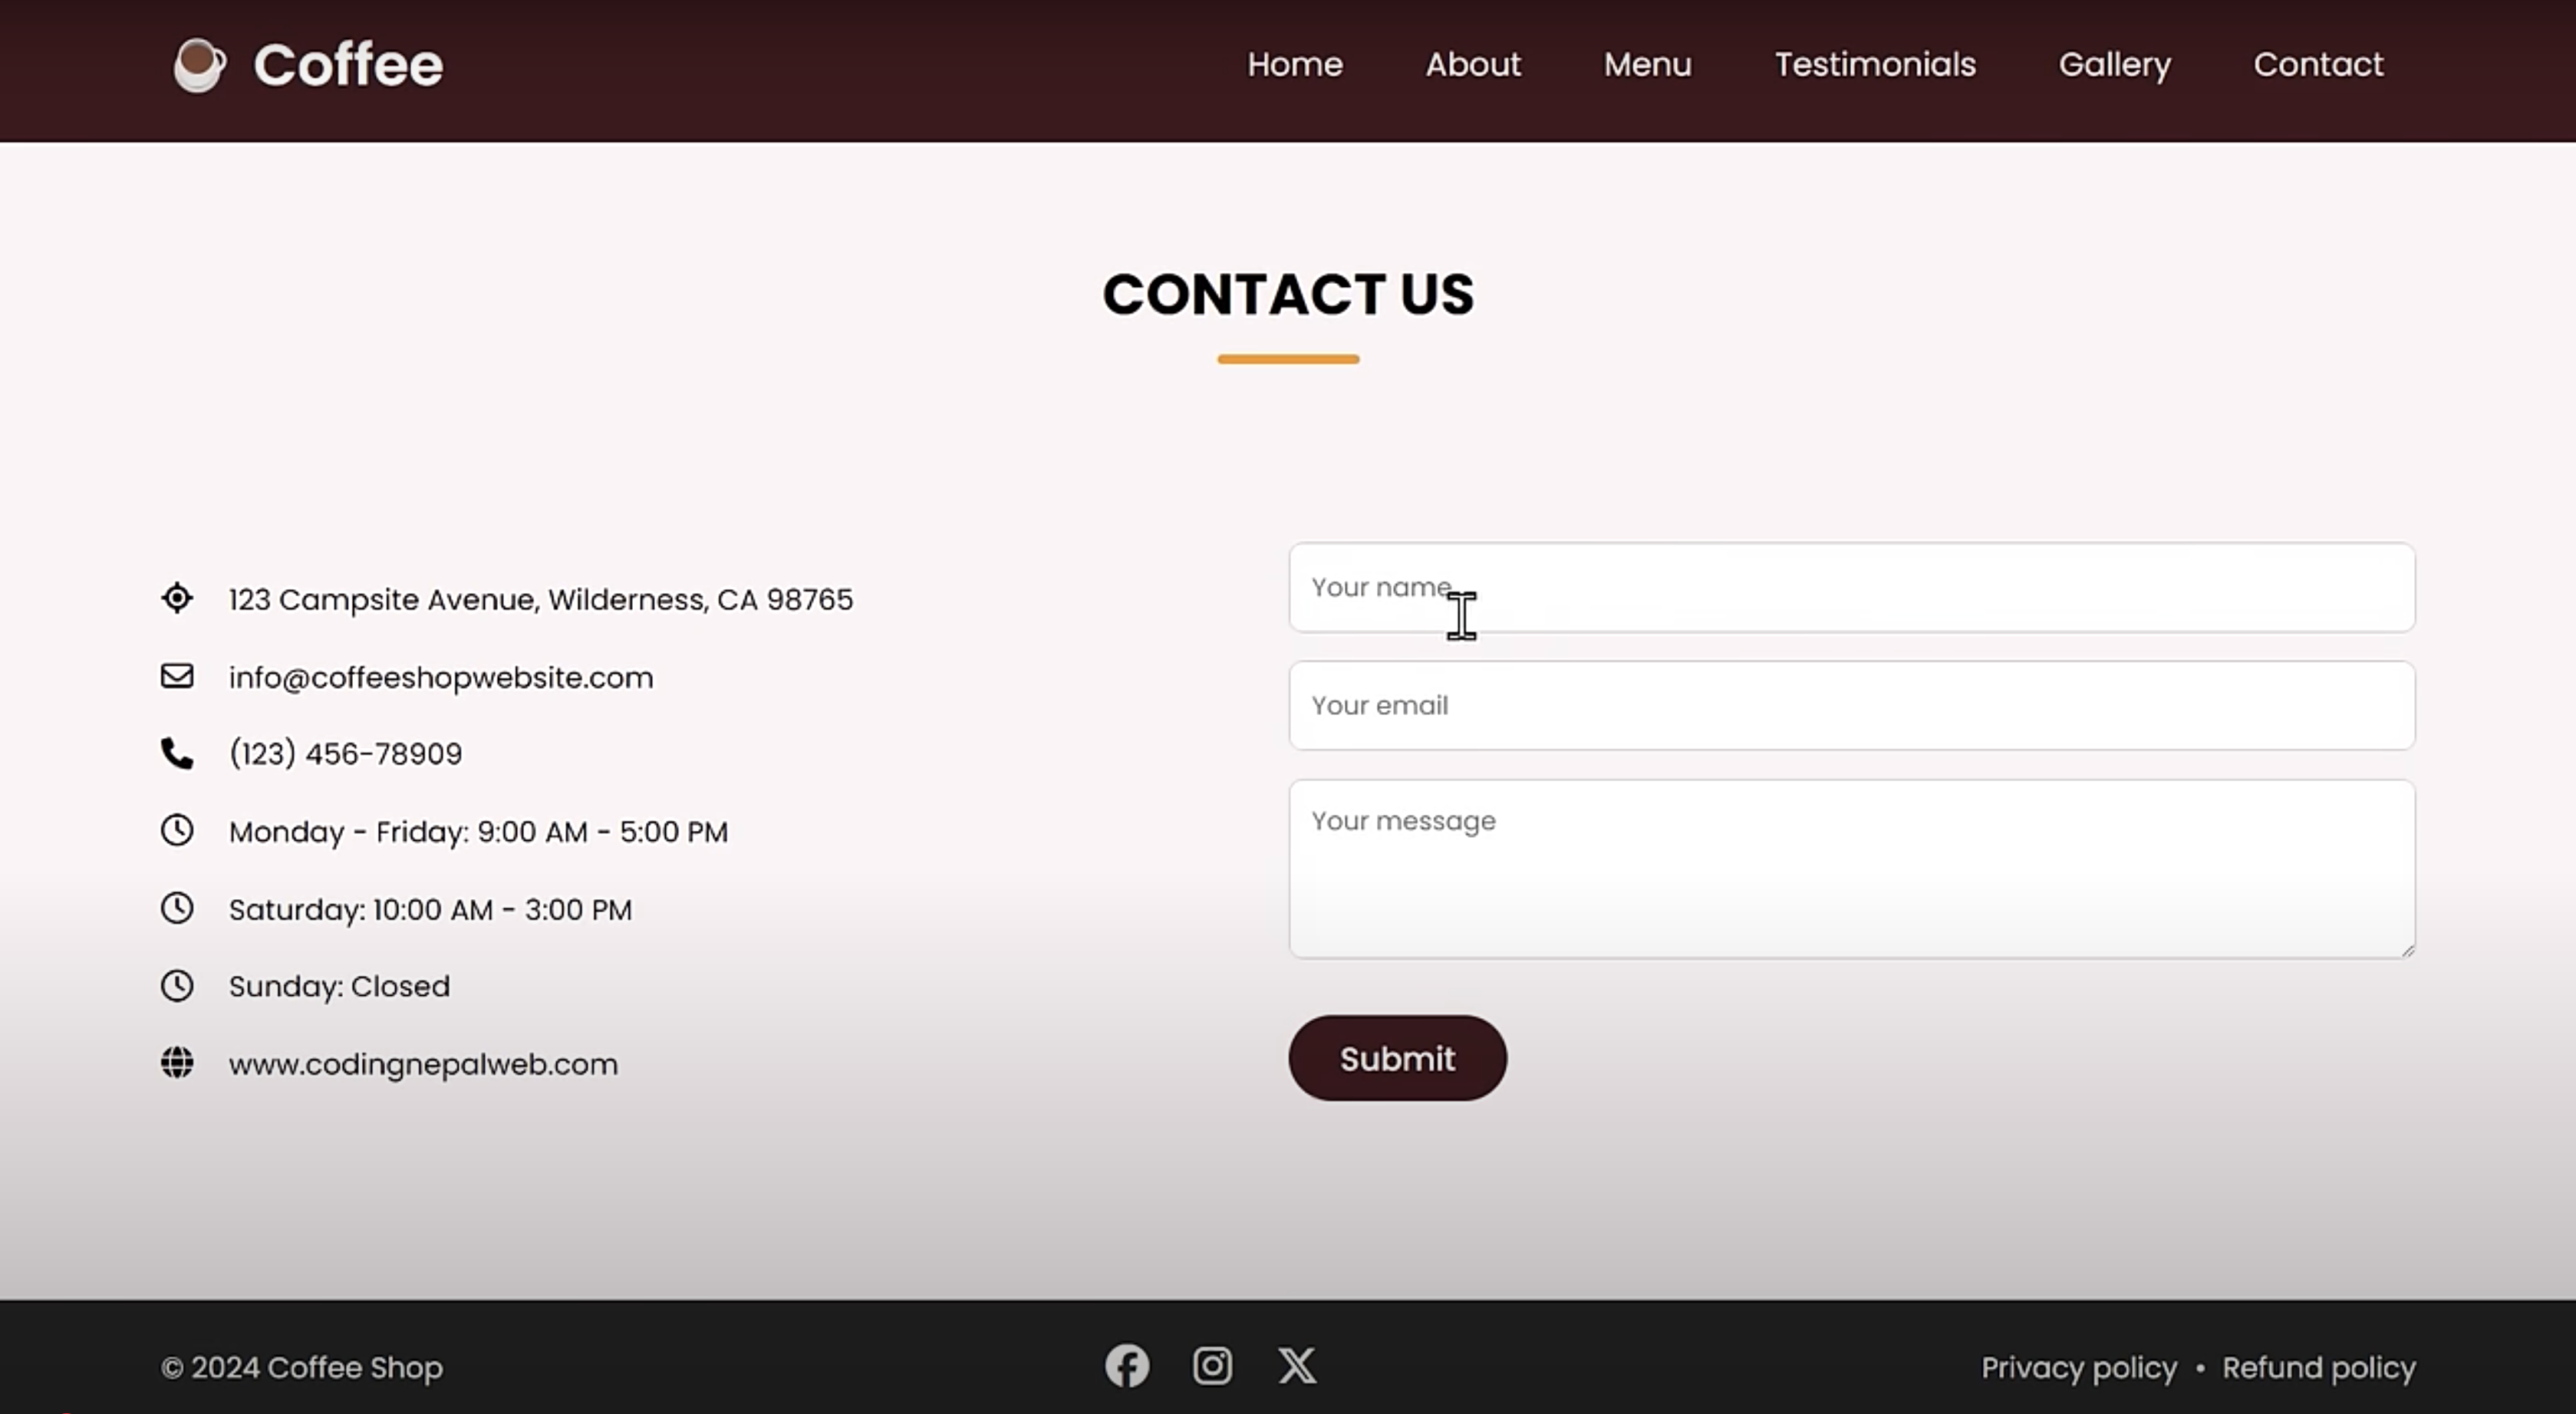 Coffee
Home About Menu Testimonials Gallery Contact
CONTACT US
123 Campsite Avenue, Wilderness, CA 98765
info@coffeeshopwebsite.com
(123) 456-78909
Monday - Friday: 9:00 AM - 5:00 PM
Saturday: 10:00 AM - 3:00 PM
Sunday: Closed
www.codingnepalweb.com
Your name
Your email
Your message
Submit
© 2024 Coffee Shop
Privacy policy • Refund policy